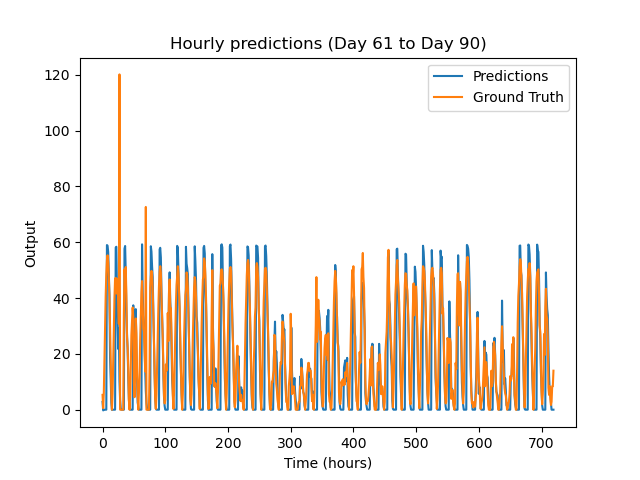 Hourly predictions (Day 61 to Day 90)
Predictions
Ground Truth
120
100
80
60
40
20
0
Output
0 100 200 300 400 500 600 700
Time (hours)